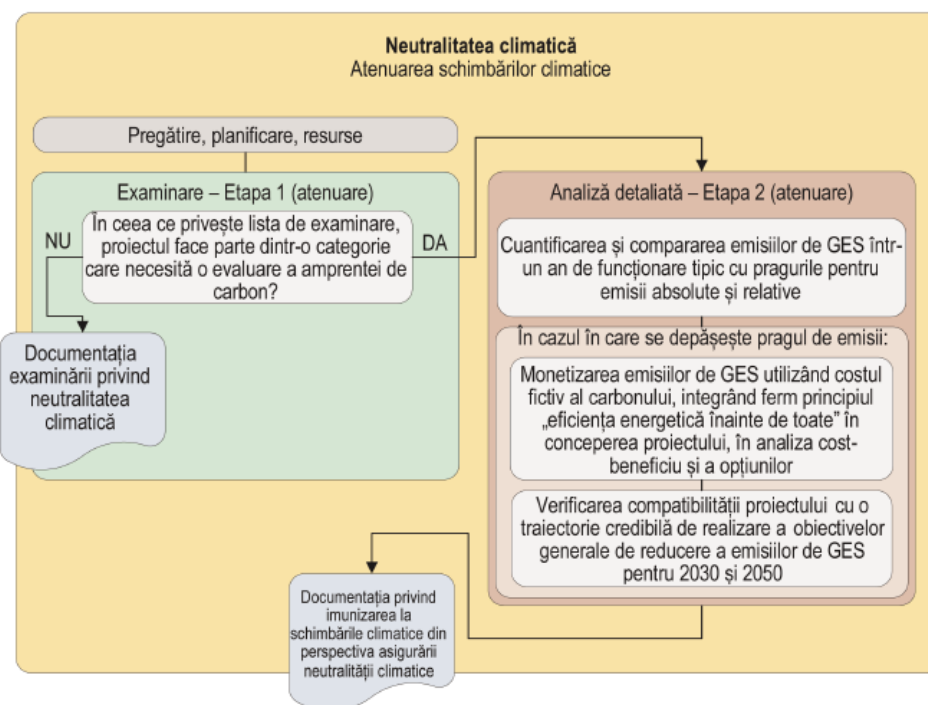 Neutralitatea climatică
Atenuarea schimbărilor climatice
Pregătire, planificare, resurse
Examinare – Etapa 1 (atenuare)
În ceea ce privește lista de examinare,
proiectul face parte dintr-o categorie
care necesită o evaluare a amprentei de
carbon?
NU
DA
Documentația
examinării privind
neutralitatea
climatică
Analiză detaliată – Etapa 2 (atenuare)
Cuantificarea și compararea emisiilor de GES într-
un an de funcționare tipic cu pragurile pentru
emisii absolute și relative
În cazul în care se depășește pragul de emisii:
Monetizarea emisiilor de GES utilizând costul
fictiv al carbonului, integrând ferm principiul
„eficiența energetică înainte de toate” în
conceperea proiectului, în analiza cost-
beneficiu și a opțiunilor
Verificarea compatibilității proiectului cu o
traiectorie credibilă de realizare a obiectivelor
generale de reducere a emisiilor de GES
pentru 2030 și 2050
Documentația privind
imunizarea la
schimbările climatice din
perspectiva asigurării
neutralității climatice